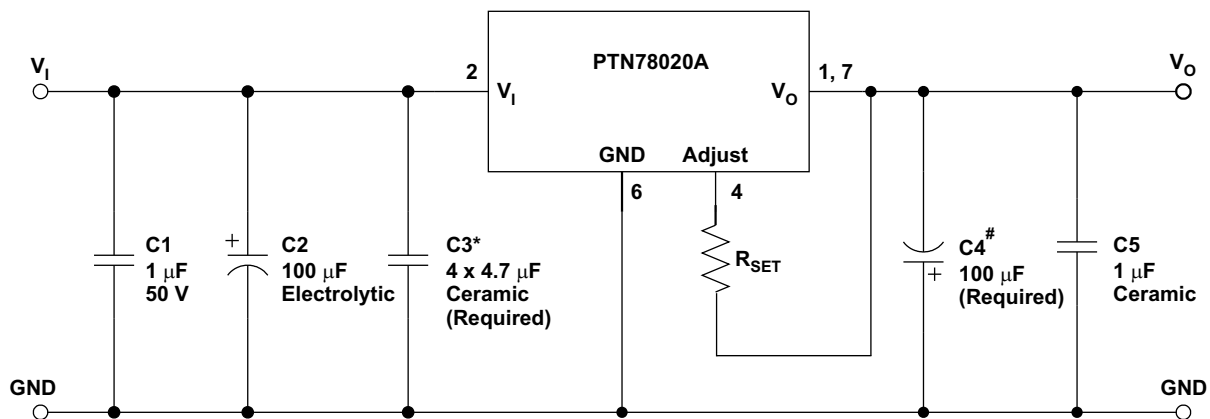 PTN78020A
V_I
2
V_I
V_O
1, 7
V_O
GND
Adjust
6
4
C1
1 μF
50 V
+
C2
100 μF
Electrolytic
C3*
4 x 4.7 μF
Ceramic
(Required)
R_SET
C4#
100 μF
(Required)
+
C5
1 μF
Ceramic
GND
GND